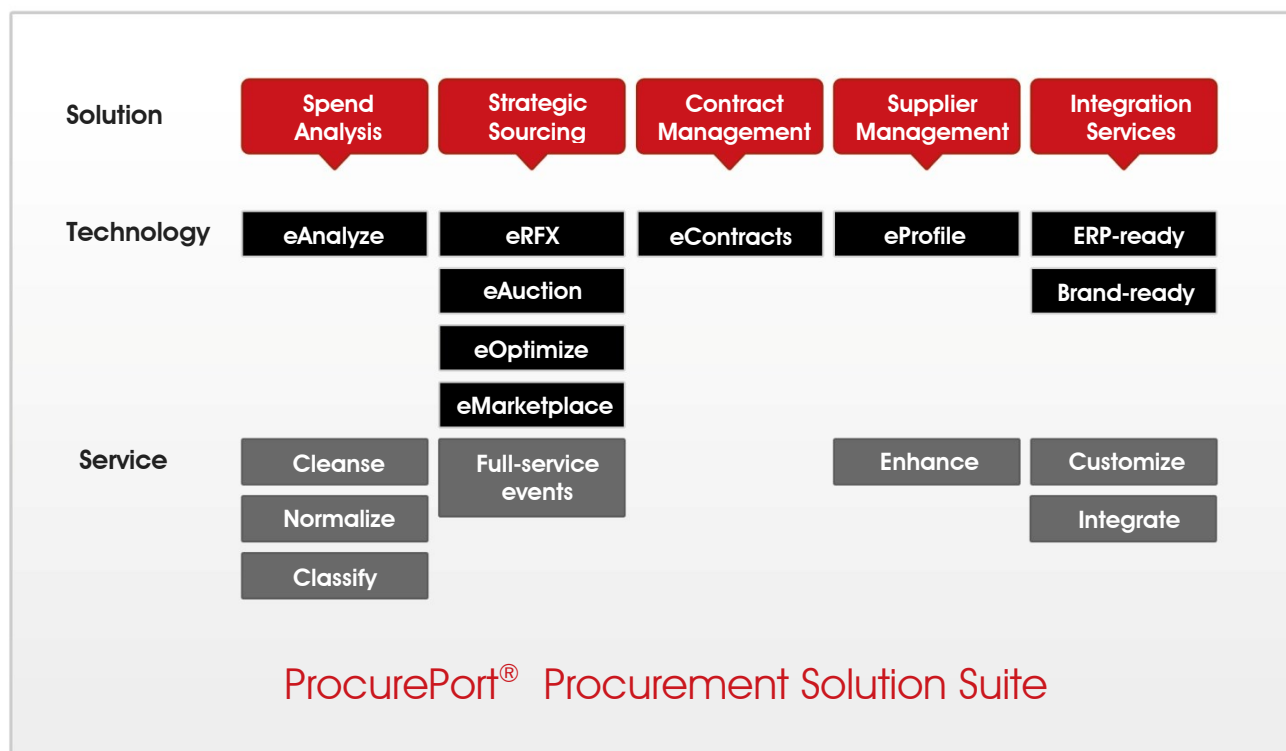 Solution
Spend
Analysis
Strategic
Sourcing
Contract
Management
Supplier
Management
Integration
Services
Technology
eAnalyze
eRFX
eContracts
eProfile
ERP-ready
eAuction
Brand-ready
eOptimize
eMarketplace
Service
Cleanse
Full-service
events
Enhance
Customize
Normalize
Integrate
Classify
ProcurePort® Procurement Solution Suite